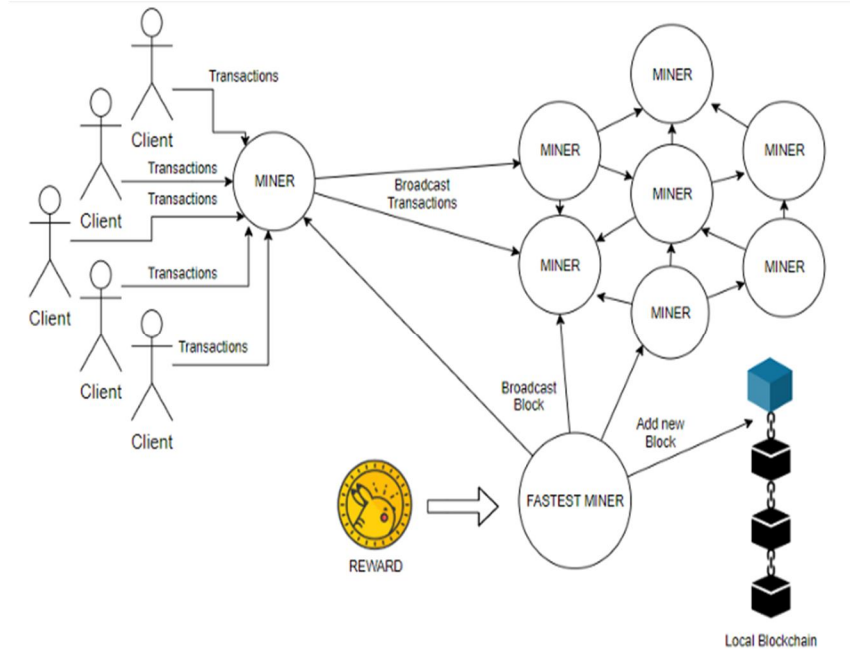 Transactions
Client
Transactions
Client
Transactions
Client
Transactions
Client
Transactions
Client
MINER
Broadcast
Transactions
MINER
MINER
MINER
MINER
MINER
MINER
MINER
Broadcast
Block
Add new
Block
FASTEST MINER
REWARD
Local Blockchain